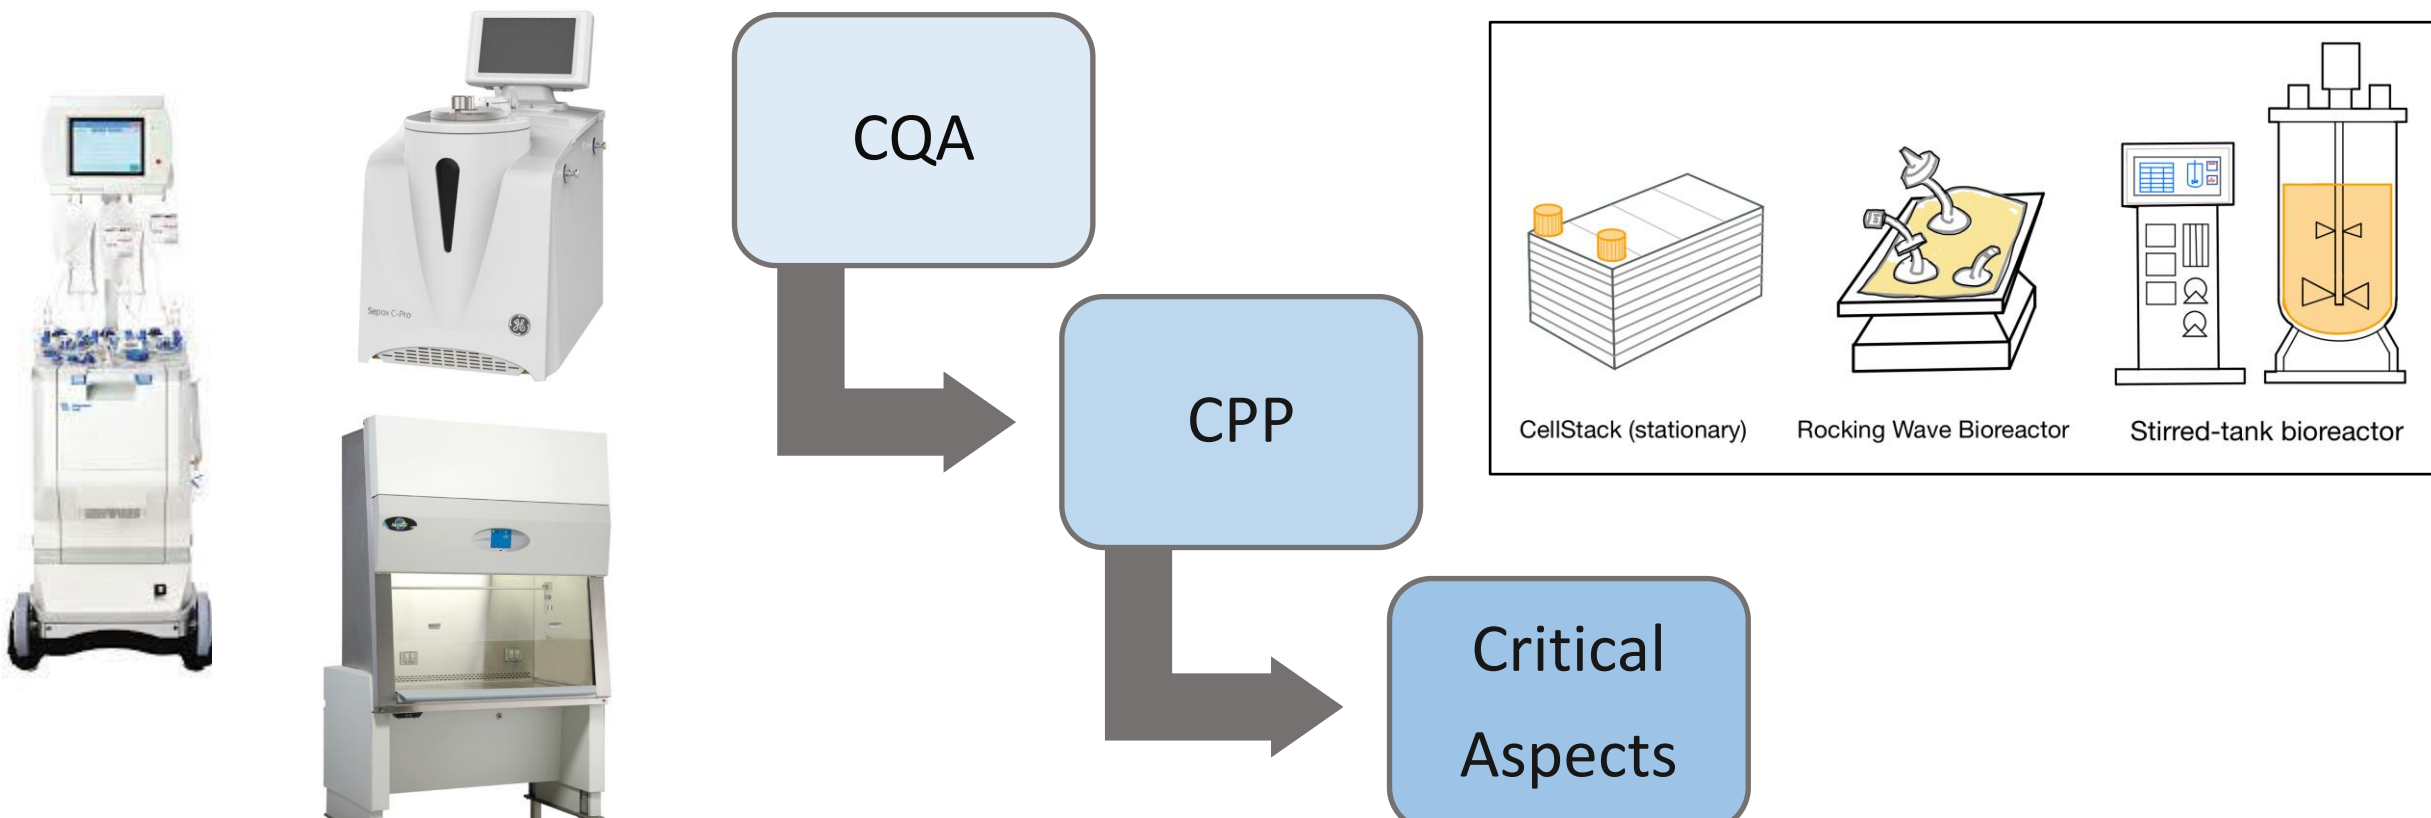 Sepax C-Pro
CQA
CPP
Critical
Aspects
CellStack (stationary)
Rocking Wave Bioreactor
Stirred-tank bioreactor